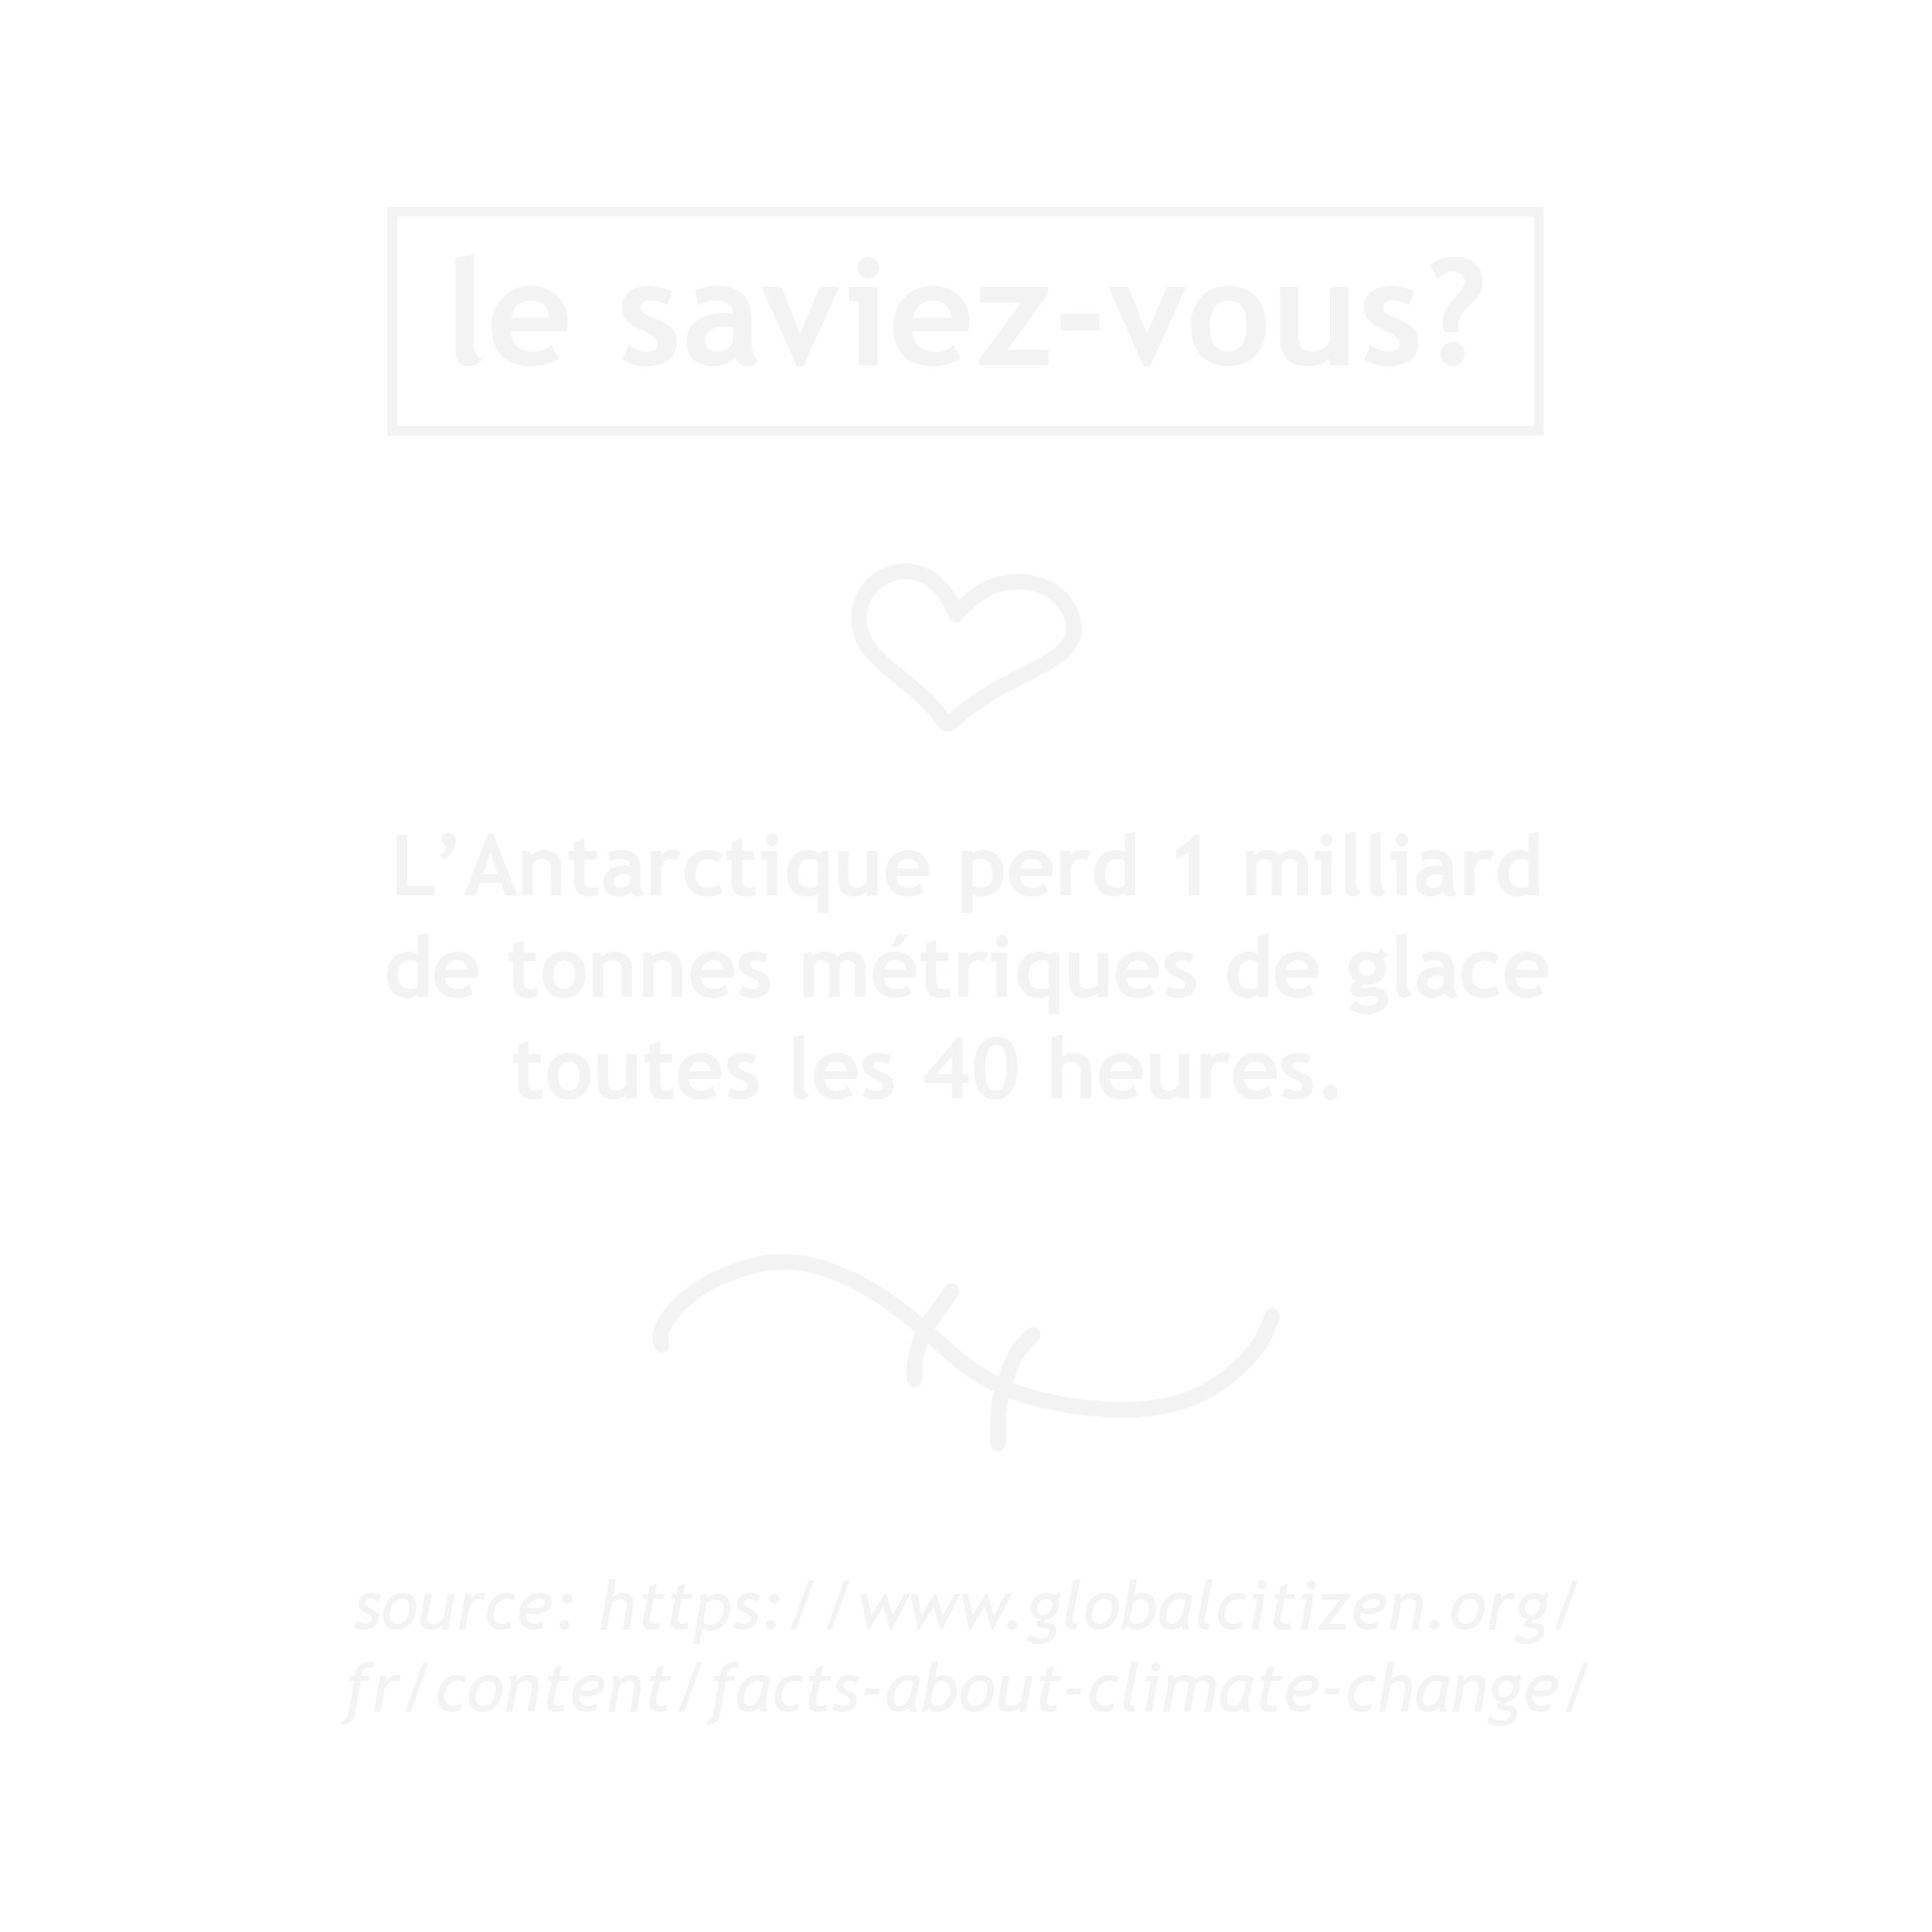 le saviez-vous?
L’Antarctique perd 1 milliard
de tonnes métriques de glace
toutes les 40 heures.
source: https://www.globalcitizen.org/
fr/content/facts-about-climate-change/